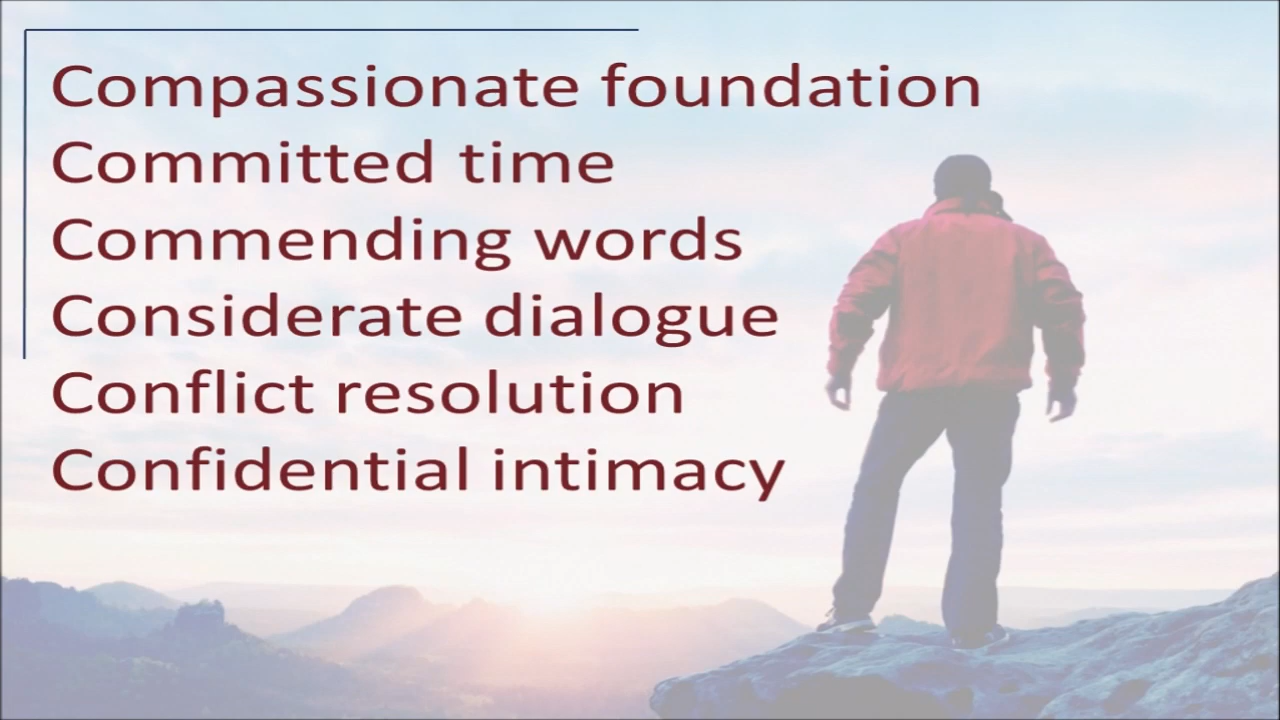 Compassionate foundation
Committed time
Commending words
Considerate dialogue
Conflict resolution
Confidential intimacy